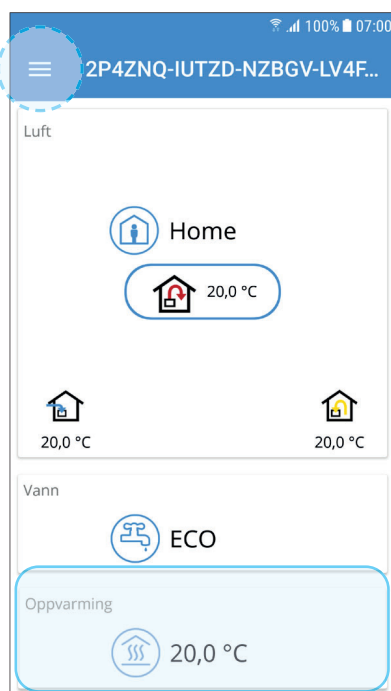 100% 07:00
2P4ZNQ-IUTZD-NZBGV-LV4F...
Luft
Home
20,0 °C
20,0 °C
20,0 °C
Vann
ECO
Oppvarming
20,0 °C